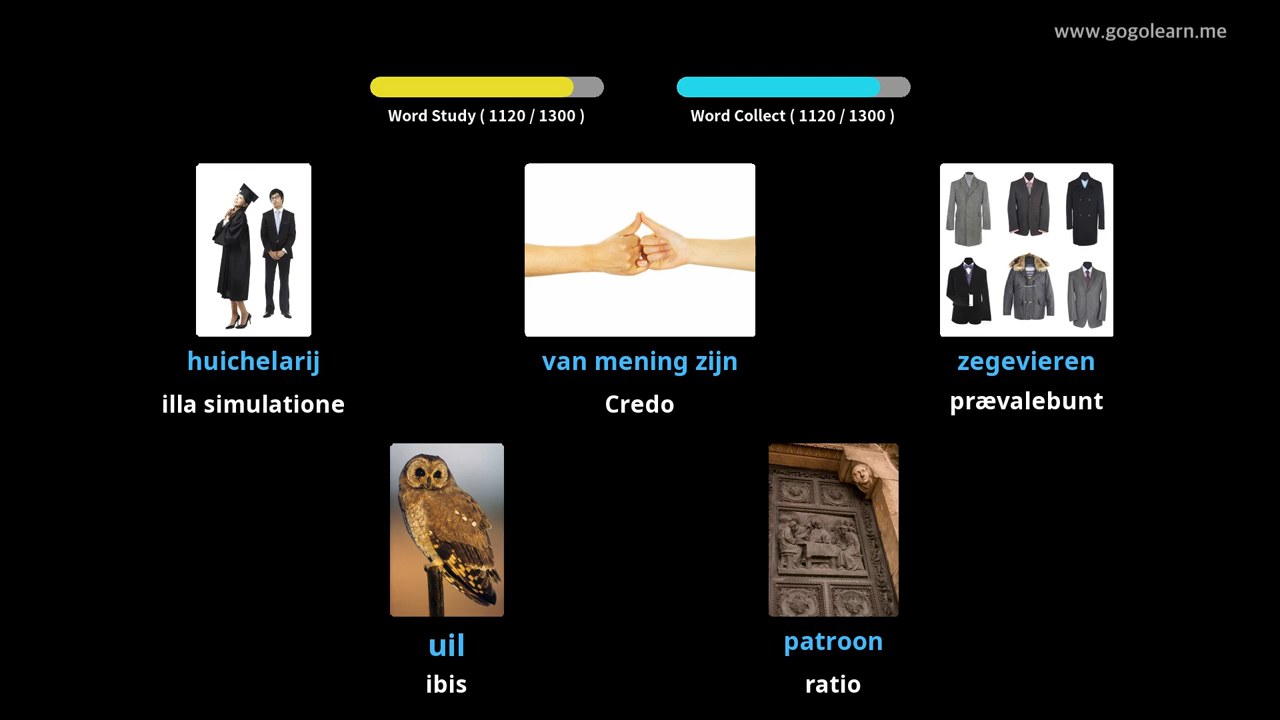 www.gogolearn.me
Word Study ( 1120 / 1300 )
Word Collect ( 1120 / 1300 )
huichelarij
van mening zijn
zegevieren
illa simulatione
Credo
prævalebunt
uil
patroon
ibis
ratio